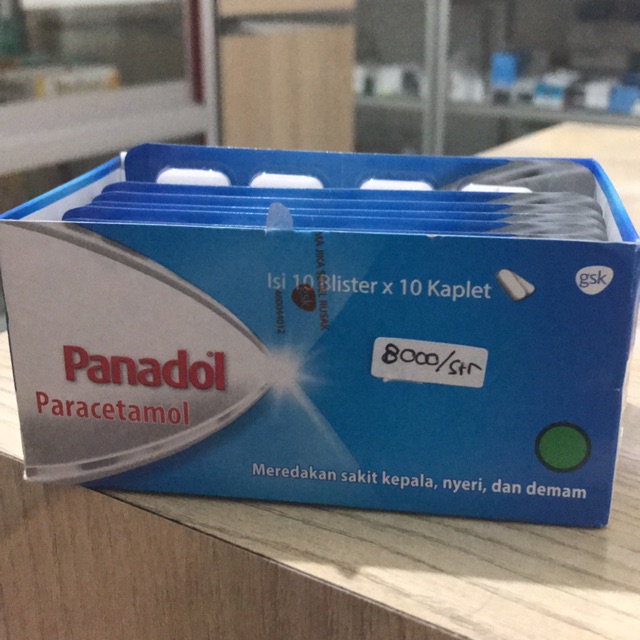 Isi 10 Blister x 10 Kaplet
gsk
8000/str
Panadol
Paracetamol
Meredakan sakit kepala, nyeri, dan demam